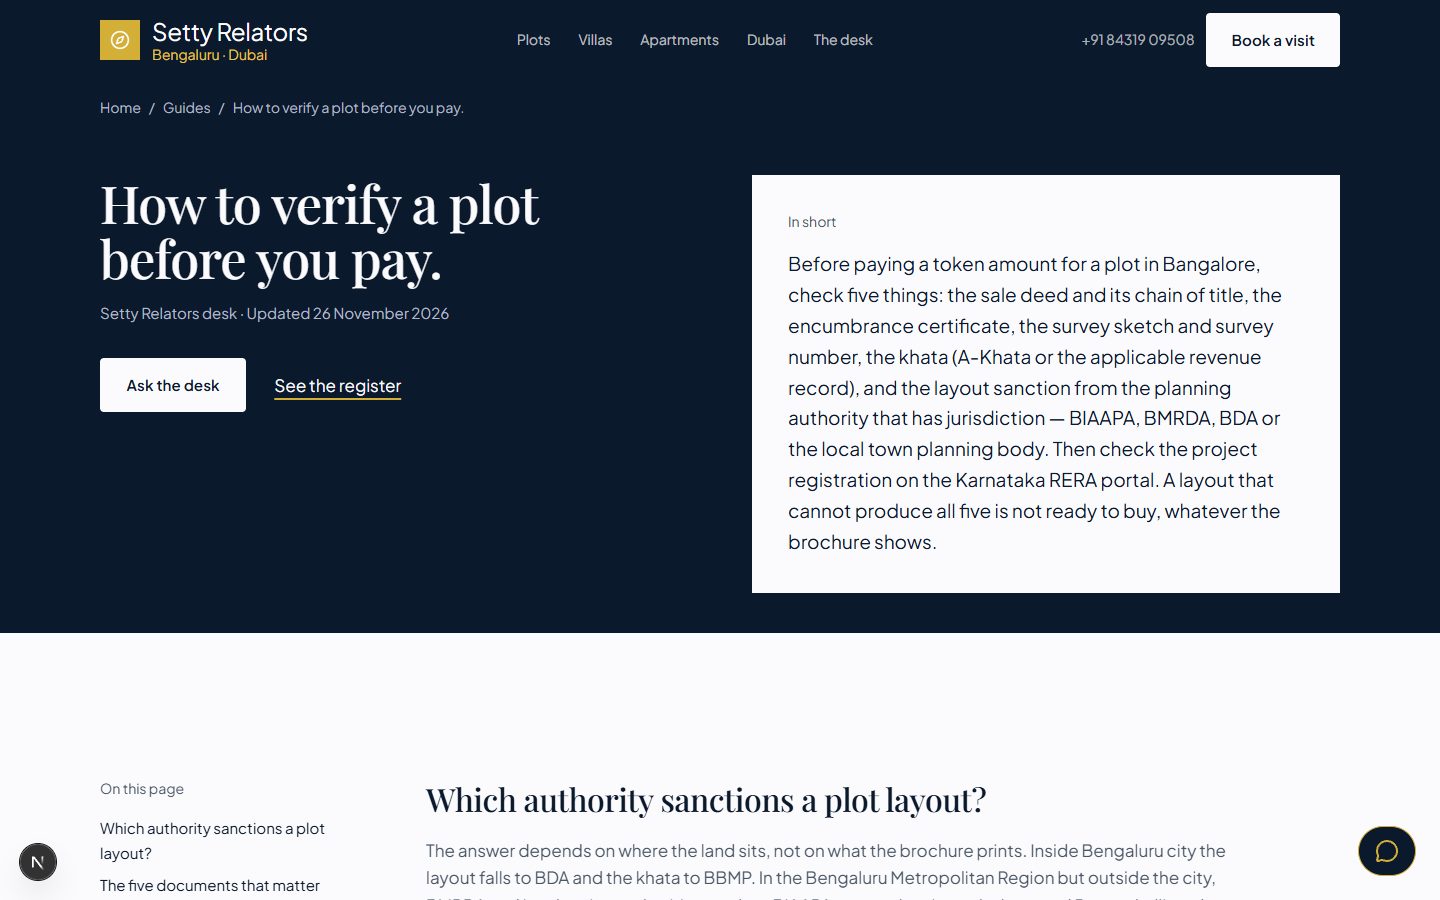 Setty Relators
Bengaluru · Dubai
Plots
Villas
Apartments
Dubai
The desk
+91 84319 09508
Book a visit
Home / Guides / How to verify a plot before you pay.
How to verify a plot
before you pay.
Setty Relators desk · Updated 26 November 2026
Ask the desk
See the register
In short
Before paying a token amount for a plot in Bangalore,
check five things: the sale deed and its chain of title, the
encumbrance certificate, the survey sketch and survey
number, the khata (A-Khata or the applicable revenue
record), and the layout sanction from the planning
authority that has jurisdiction — BIAAPA, BMRDA, BDA or
the local town planning body. Then check the project
registration on the Karnataka RERA portal. A layout that
cannot produce all five is not ready to buy, whatever the
brochure shows.
On this page
Which authority sanctions a plot
layout?
The five documents that matter
Which authority sanctions a plot layout?
The answer depends on where the land sits, not on what the brochure prints. Inside Bengaluru city the
layout falls to BDA and the khata to BBMP. In the Bengaluru Metropolitan Region but outside the city,
N